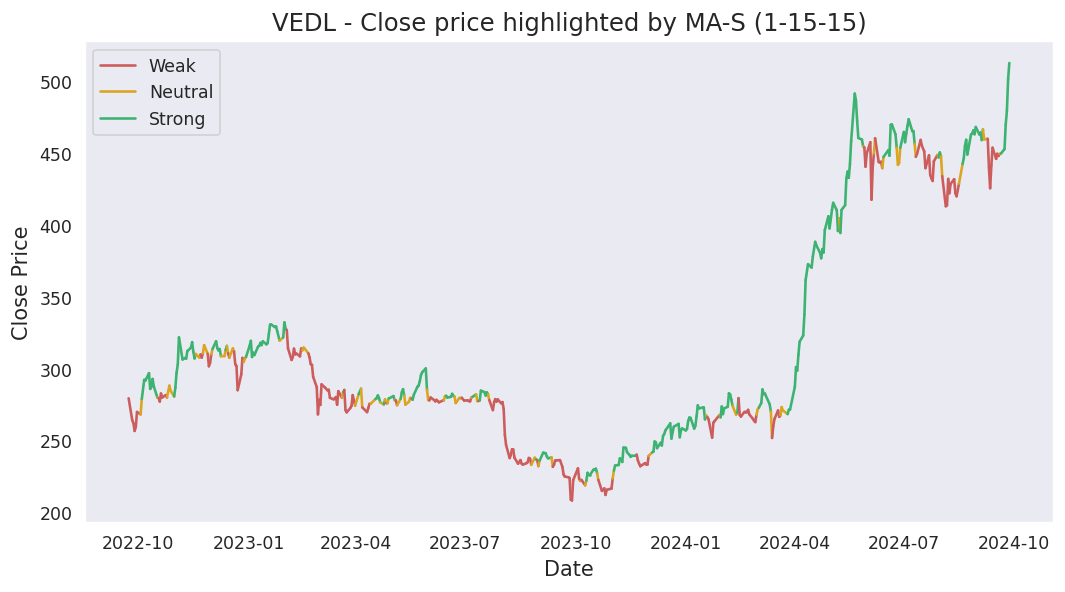 VEDL - Close price highlighted by MA-S (1-15-15)
Weak
Neutral
Strong
Close Price
500
450
400
350
300
250
200
2022-10 2023-01 2023-04 2023-07 2023-10 2024-01 2024-04 2024-07 2024-10
Date